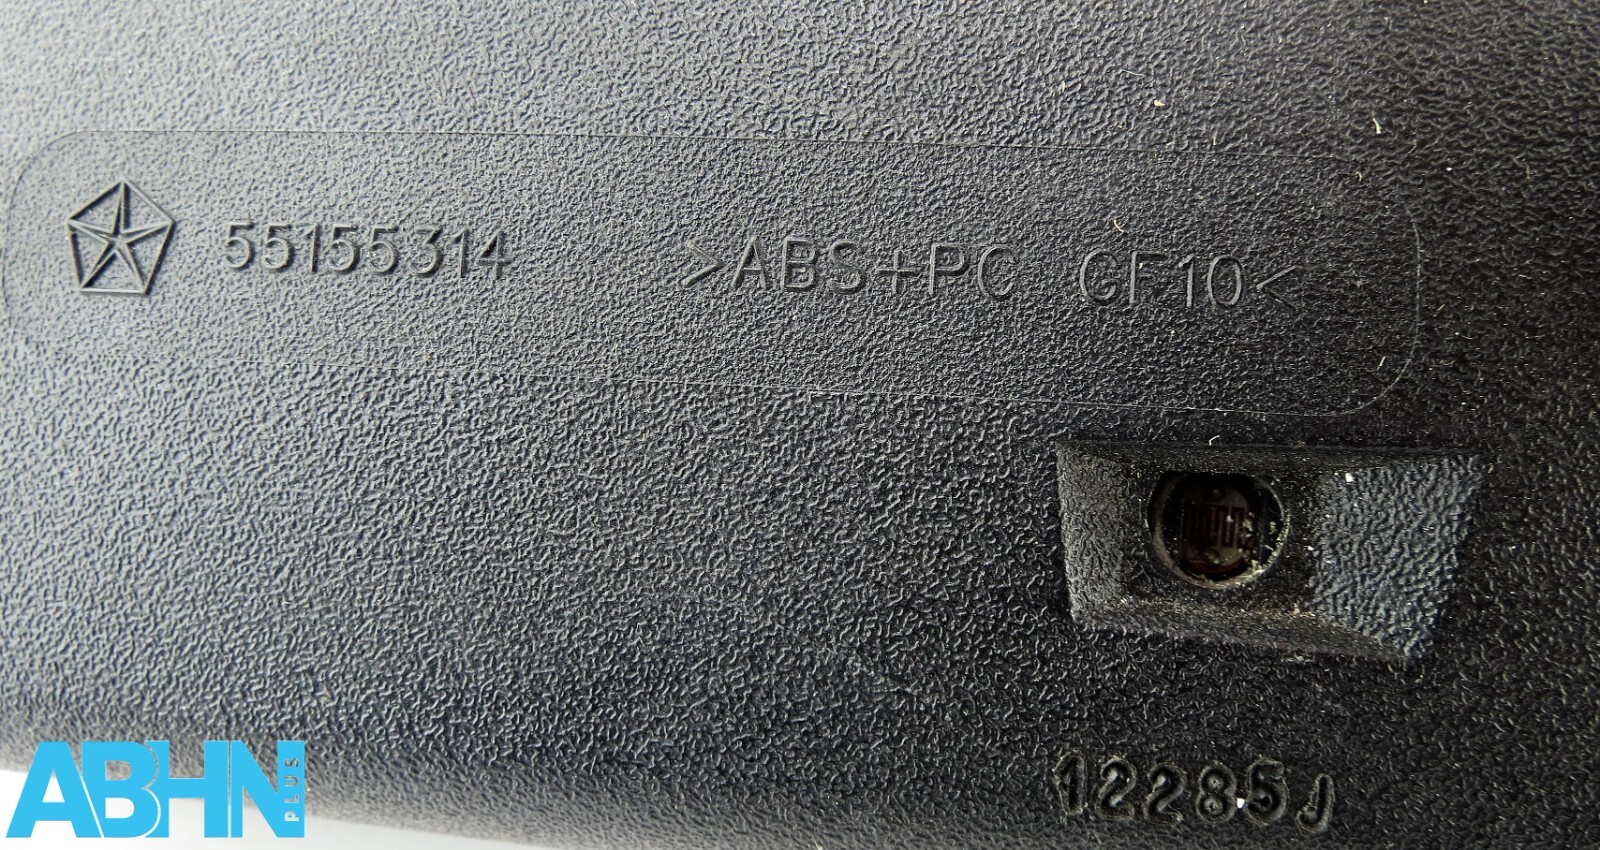 55155314 >ABS+PC GF10<
12285J
ABHN PLUS